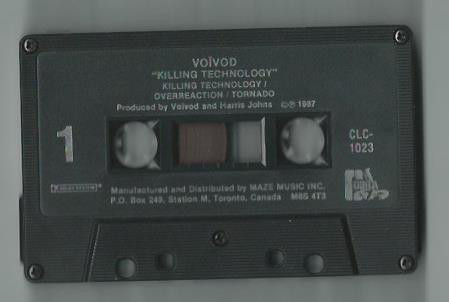 VOÏVOD
"KILLING TECHNOLOGY"
KILLING TECHNOLOGY /
OVERREACTION / TORNADO
Produced by Voivod and Harris Johns ©℗ 1987
1
CLC-
1023
Manufactured and Distributed by MAZE MUSIC INC.
P.O. Box 249, Station M, Toronto, Canada M6S 4T3